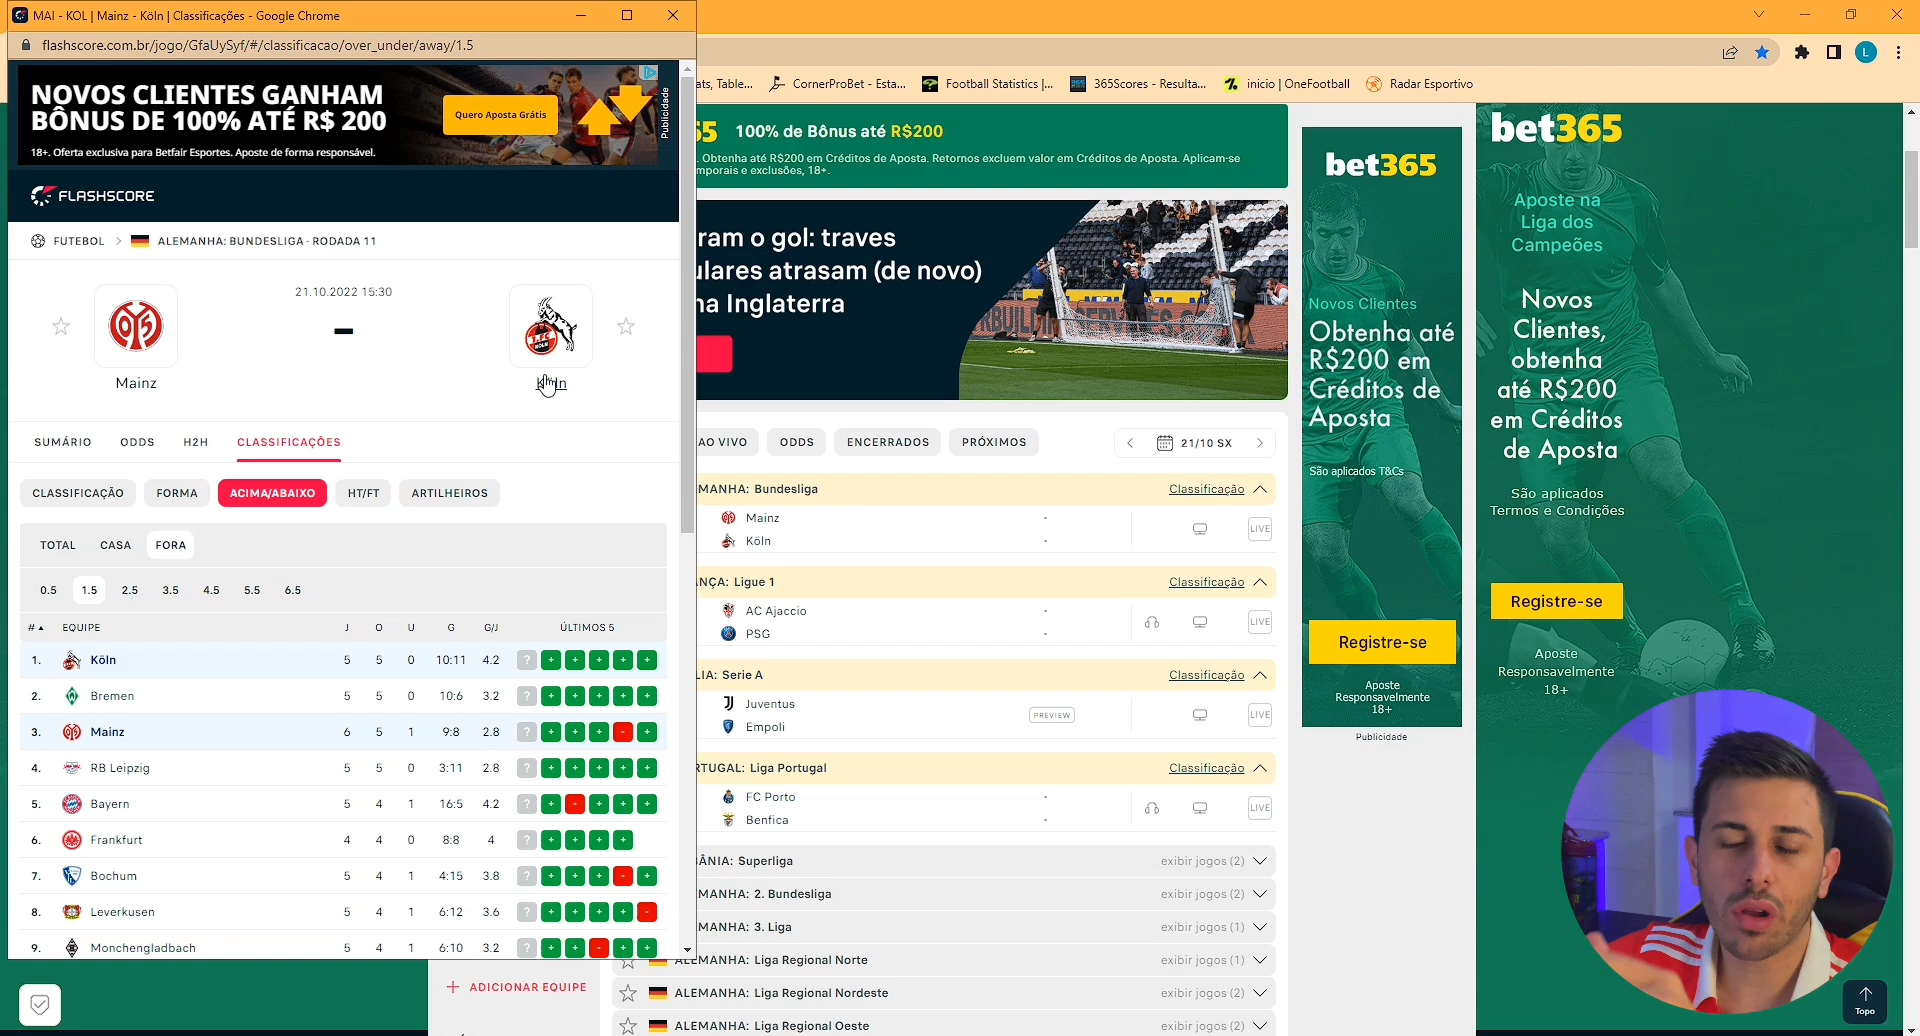 MAI - KOL | Mainz - Köln | Classificações - Google Chrome
flashscore.com.br/jogo/GfaUySyf/#/classificacao/over_under/away/1.5
ats, Table...
CornerProBet - Esta...
Football Statistics |...
365Scores - Resulta...
inicio | OneFootball
Radar Esportivo
L
NOVOS CLIENTES GANHAM
BÔNUS DE 100% ATÉ R$ 200
18+. Oferta exclusiva para Betfair Esportes. Aposte de forma responsável.
Quero Aposta Grátis
Publicidade
FLASHSCORE
FUTEBOL > ALEMANHA: BUNDESLIGA - RODADA 11
21.10.2022 15:30
-
Mainz
Köln
SUMÁRIO ODDS H2H CLASSIFICAÇÕES
CLASSIFICAÇÃO FORMA ACIMA/ABAIXO HT/FT ARTILHEIROS
TOTAL CASA FORA
0.5 1.5 2.5 3.5 4.5 5.5 6.5
# EQUIPE J O U G G/J ÚLTIMOS 5
1. Köln 5 5 0 10:11 4.2 ? + + + + +
2. Bremen 5 5 0 10:6 3.2 ? + + + + +
3. Mainz 6 5 1 9:8 2.8 ? + + + - +
4. RB Leipzig 5 5 0 3:11 2.8 ? + + + + +
5. Bayern 5 4 1 16:5 4.2 ? + - + + +
6. Frankfurt 4 4 0 8:8 4 ? + + + +
7. Bochum 5 4 1 4:15 3.8 ? + + + - +
8. Leverkusen 5 4 1 6:12 3.6 ? + + + + -
9. Monchengladbach 5 4 1 6:10 3.2 ? + + - + +
65 100% de Bônus até R$200
. Obtenha até R$200 em Créditos de Aposta. Retornos excluem valor em Créditos de Aposta. Aplicam-se
mporais e exclusões, 18+.
ram o gol: traves
ulares atrasam (de novo)
na Inglaterra
AO VIVO ODDS ENCERRADOS PRÓXIMOS
21/10 SX
MANHA: Bundesliga Classificação
Mainz -
Köln -
LIVE
NÇA: Ligue 1 Classificação
AC Ajaccio -
PSG -
LIVE
LIA: Serie A Classificação
Juventus
Empoli
PREVIEW
LIVE
RTUGAL: Liga Portugal Classificação
FC Porto -
Benfica -
LIVE
BÂNIA: Superliga exibir jogos (2)
MANHA: 2. Bundesliga exibir jogos (2)
MANHA: 3. Liga exibir jogos (1)
ALEMANHA: Liga Regional Norte exibir jogos (1)
ALEMANHA: Liga Regional Nordeste exibir jogos (2)
ALEMANHA: Liga Regional Oeste exibir jogos (2)
+ ADICIONAR EQUIPE
bet365
Novos Clientes
Obtenha até
R$200 em
Créditos de
Aposta
São aplicados T&Cs
Registre-se
Aposte
Responsavelmente
18+
Publicidade
bet365
Aposte na
Liga dos
Campeões
Novos
Clientes,
obtenha
até R$200
em Créditos
de Aposta
São aplicados
Termos e Condições
Registre-se
Aposte
Responsavelmente
18+
Topo